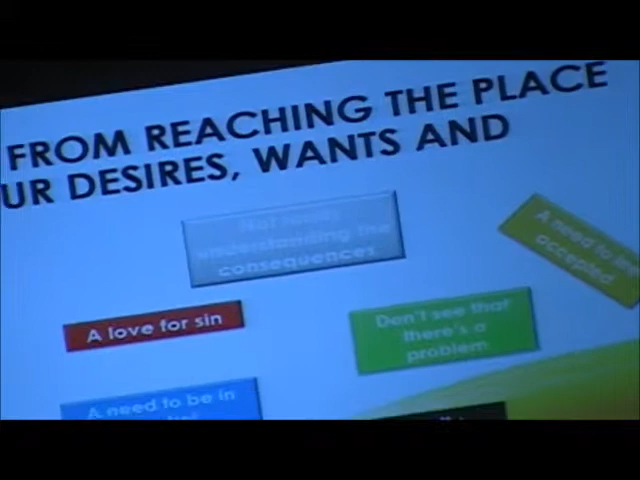 FROM REACHING THE PLACE
UR DESIRES, WANTS AND
Not really
understanding the
consequences
A need to be
accepted
A love for sin
Don't see that
there's a
problem
A need to be in